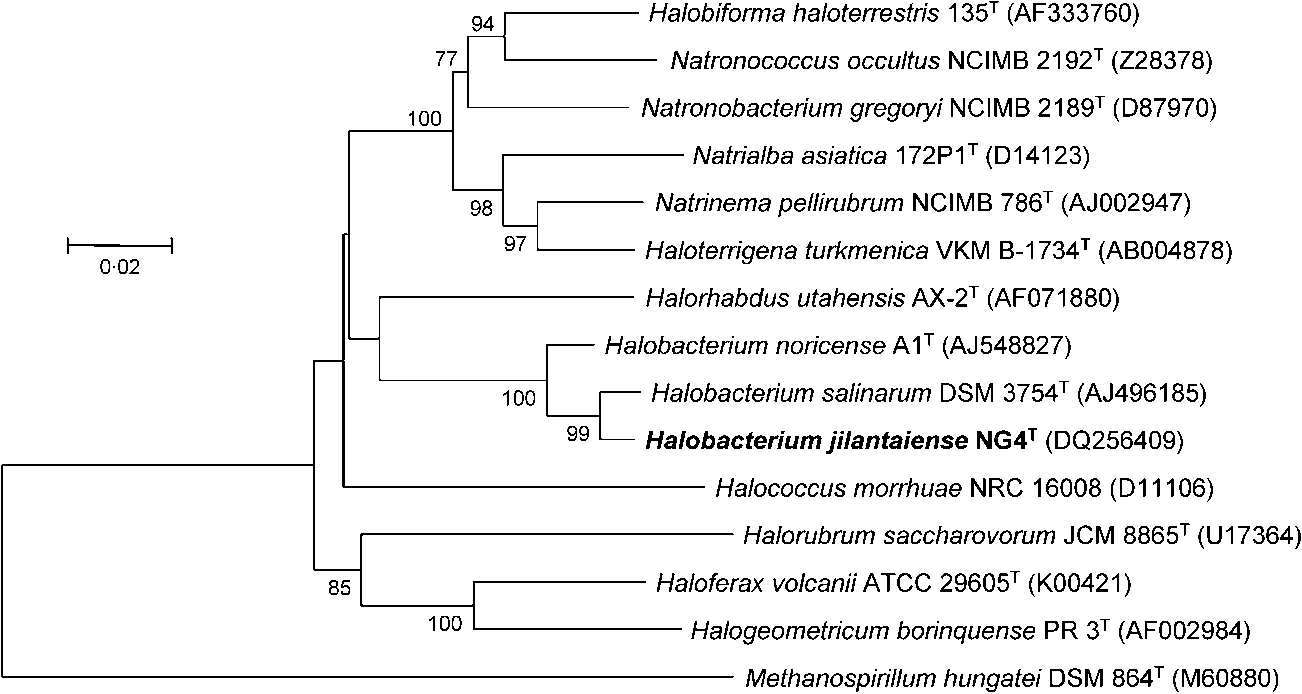 Halobiforma haloterrestris 135ᵀ (AF333760)
94
Natronococcus occultus NCIMB 2192ᵀ (Z28378)
77
Natronobacterium gregoryi NCIMB 2189ᵀ (D87970)
100
Natrialba asiatica 172P1ᵀ (D14123)
98
Natrinema pellirubrum NCIMB 786ᵀ (AJ002947)
97
Haloterrigena turkmenica VKM B-1734ᵀ (AB004878)
0·02
Halorhabdus utahensis AX-2ᵀ (AF071880)
Halobacterium noricense A1ᵀ (AJ548827)
100
Halobacterium salinarum DSM 3754ᵀ (AJ496185)
99
Halobacterium jilantaiense NG4ᵀ (DQ256409)
Halococcus morrhuae NRC 16008 (D11106)
Halorubrum saccharovorum JCM 8865ᵀ (U17364)
85
Haloferax volcanii ATCC 29605ᵀ (K00421)
100
Halogeometricum borinquense PR 3ᵀ (AF002984)
Methanospirillum hungatei DSM 864ᵀ (M60880)